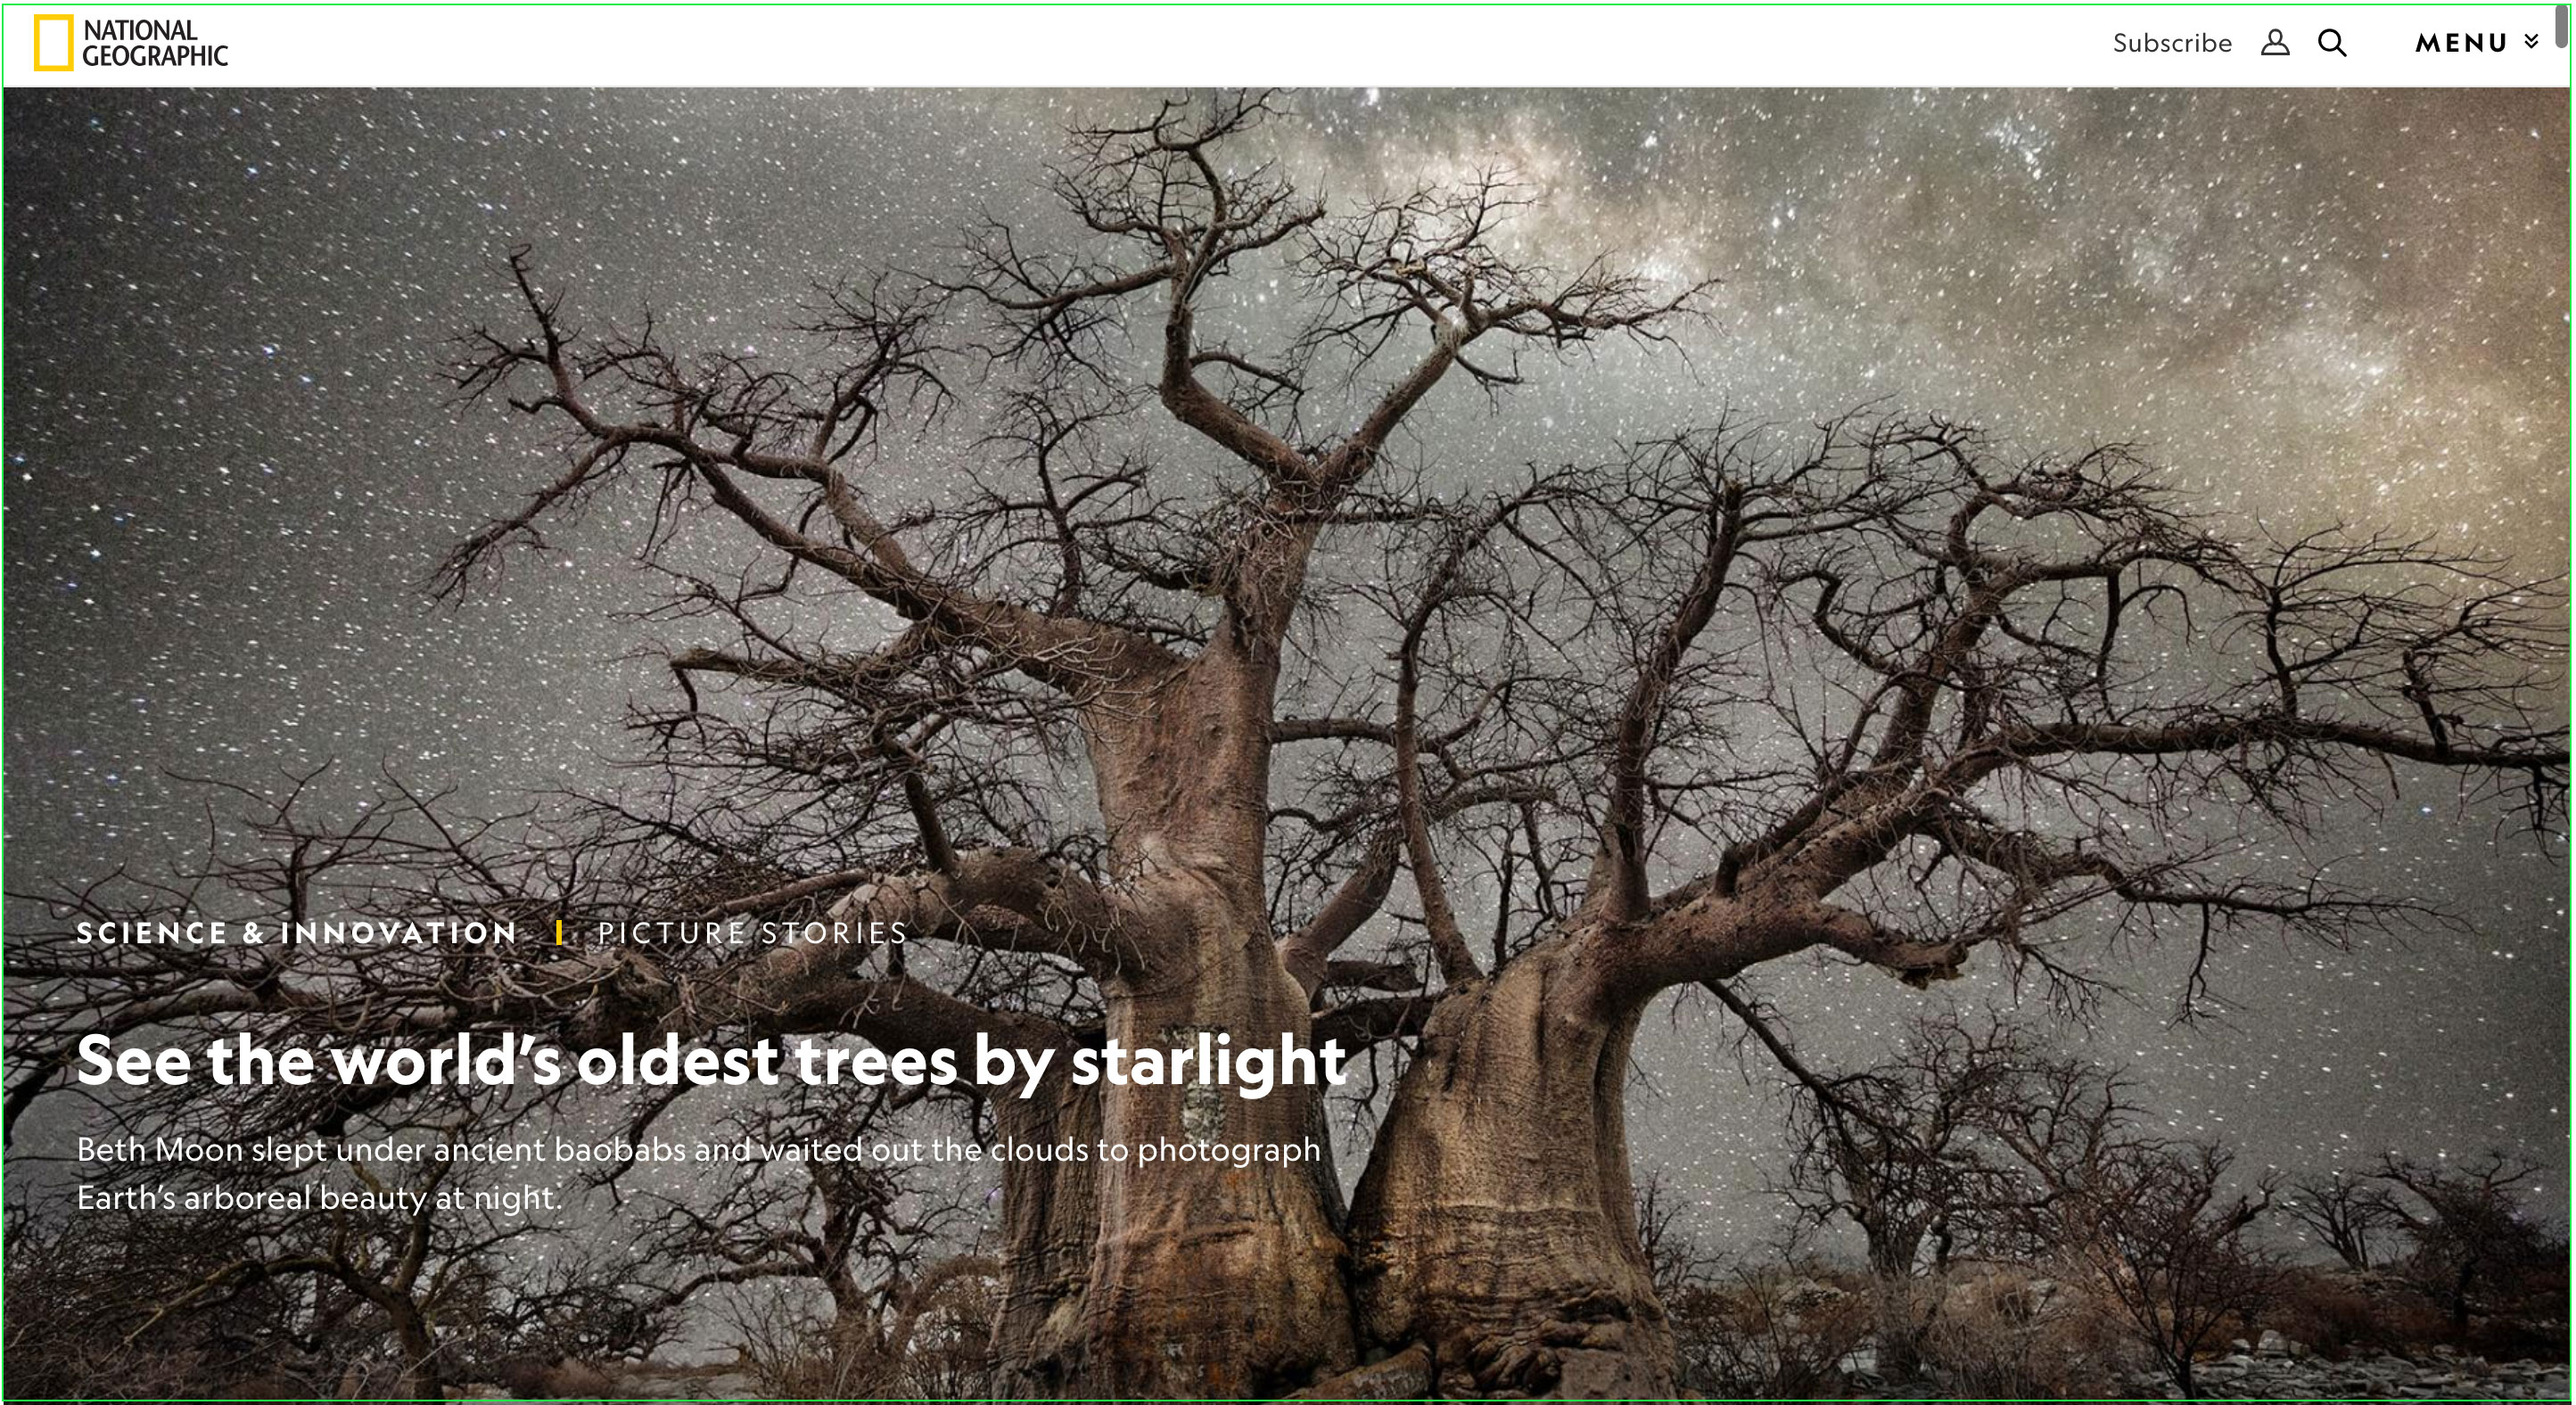 NATIONAL
GEOGRAPHIC
Subscribe
MENU
SCIENCE & INNOVATION
PICTURE STORIES
See the world’s oldest trees by starlight
Beth Moon slept under ancient baobabs and waited out the clouds to photograph
Earth’s arboreal beauty at night.